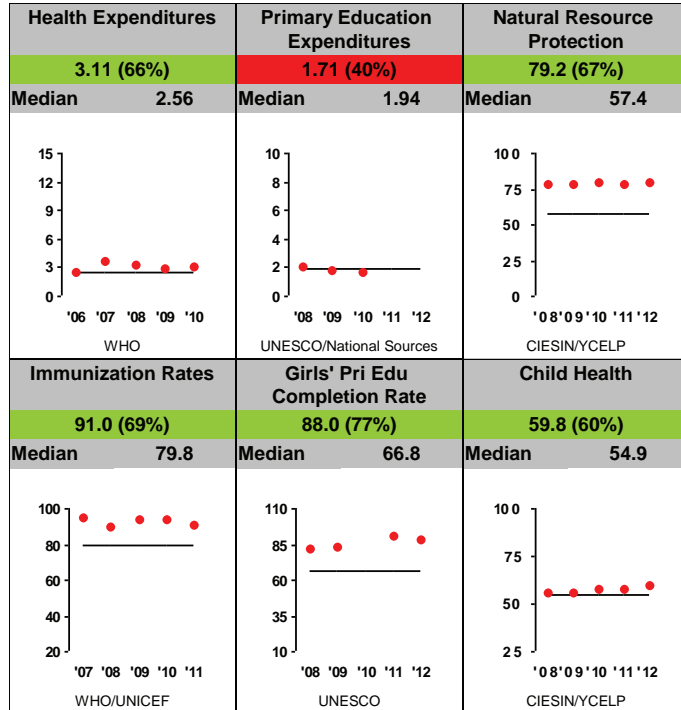 Health Expenditures
3.11 (66%)
Median 2.56
15
12
9
6
3
0
'06 '07 '08 '09 '10
WHO
Primary Education
Expenditures
1.71 (40%)
Median 1.94
10
8
6
4
2
0
'08 '09 '10 '11 '12
UNESCO/National Sources
Natural Resource
Protection
79.2 (67%)
Median 57.4
100
75
50
25
0
'08 '09 '10 '11 '12
CIESIN/YCELP
Immunization Rates
91.0 (69%)
Median 79.8
100
80
60
40
20
'07 '08 '09 '10 '11
WHO/UNICEF
Girls' Pri Edu
Completion Rate
88.0 (77%)
Median 66.8
110
85
60
35
10
'08 '09 '10 '11 '12
UNESCO
Child Health
59.8 (60%)
Median 54.9
100
75
50
25
'08 '09 '10 '11 '12
CIESIN/YCELP